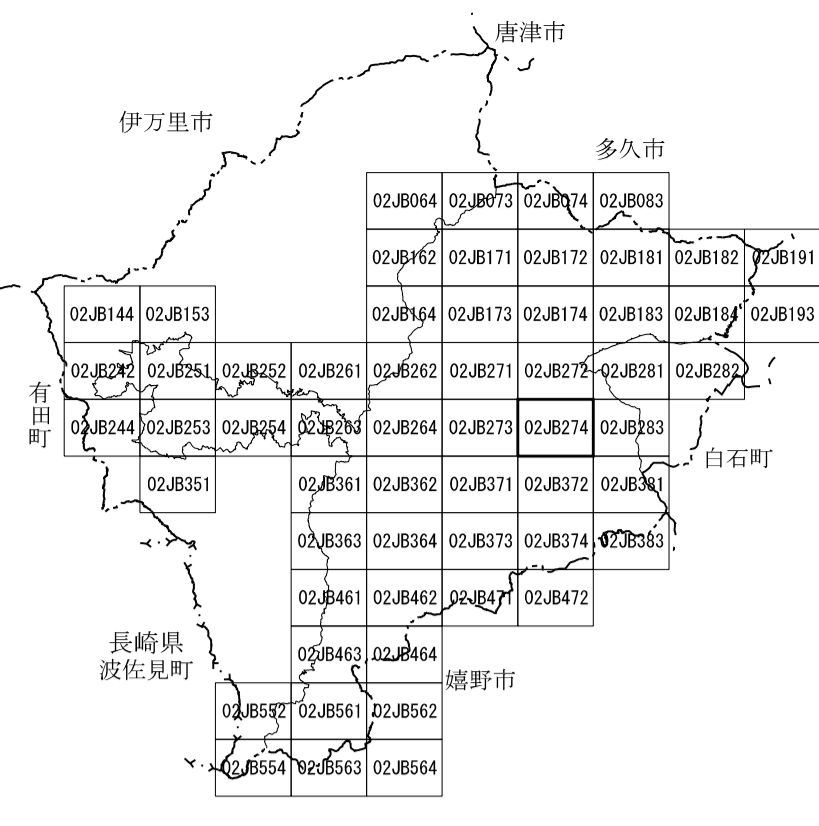 唐津市
伊万里市
多久市
02JB064 02JB073 02JB074 02JB083
02JB162 02JB171 02JB172 02JB181 02JB182 02JB191
02JB144 02JB153 02JB164 02JB173 02JB174 02JB183 02JB184 02JB193
02JB242 02JB251 02JB252 02JB261 02JB262 02JB271 02JB272 02JB281 02JB282
有田町
02JB244 02JB253 02JB254 02JB263 02JB264 02JB273 02JB274 02JB283
白石町
02JB351 02JB361 02JB362 02JB371 02JB372 02JB381
02JB363 02JB364 02JB373 02JB374 02JB383
02JB461 02JB462 02JB471 02JB472
長崎県
波佐見町
02JB463 02JB464
嬉野市
02JB552 02JB561 02JB562
02JB554 02JB563 02JB564